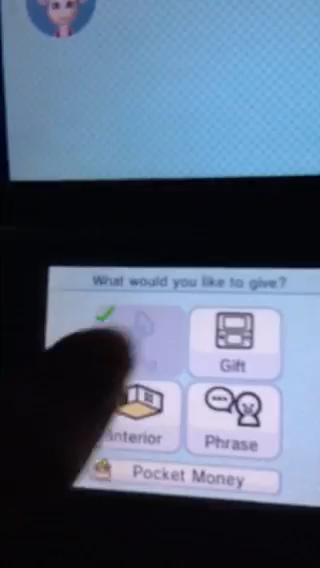 What would you like to give?
Gift
Interior
Phrase
Pocket Money